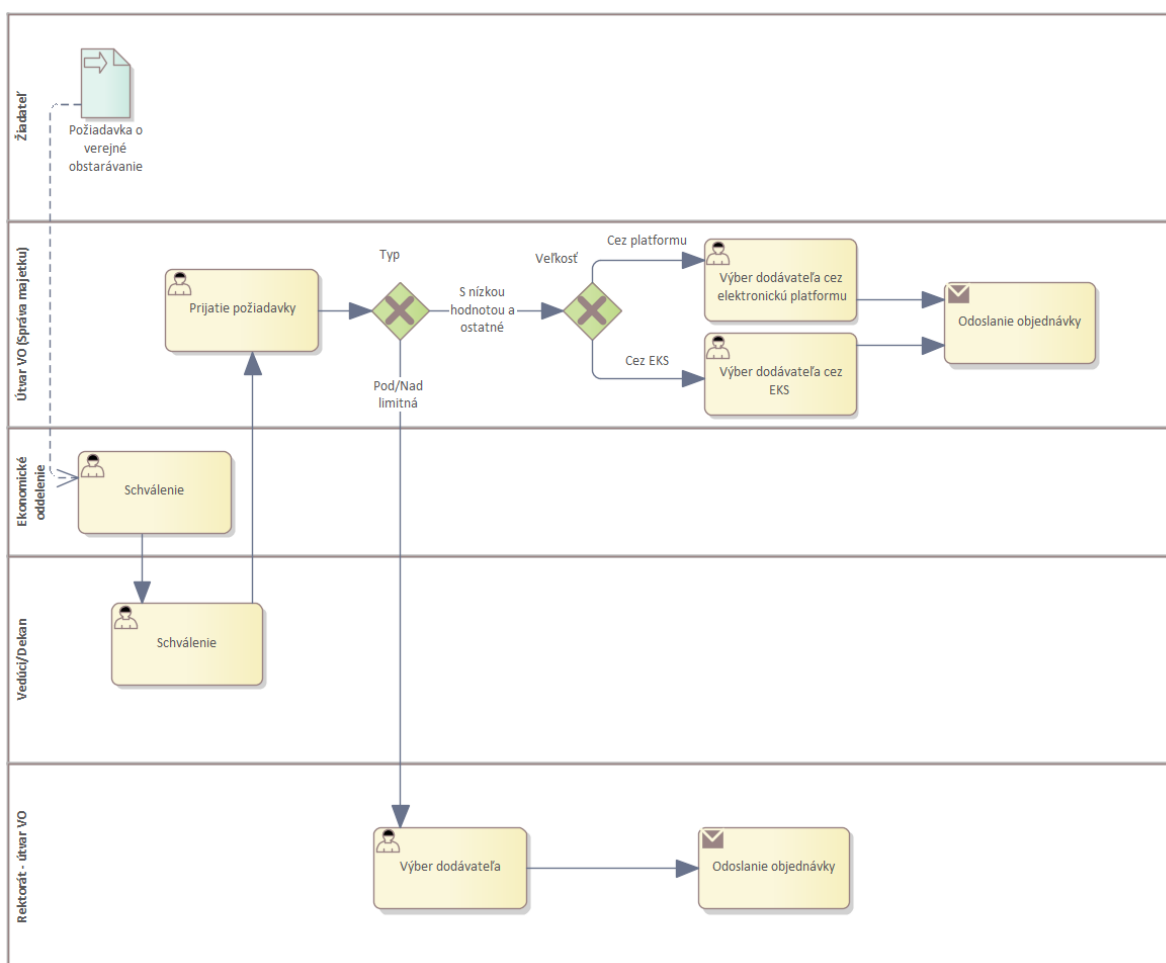 Žiadateľ
Požiadavka o
verejné
obstarávanie
Útvar VO (Správa majetku)
Prijatie požiadavky
Typ
S nízkou
hodnotou a
ostatné
Pod/Nad
limitná
Veľkosť
Cez platformu
Výber dodávateľa cez
elektronickú platformu
Cez EKS
Výber dodávateľa cez
EKS
Odoslanie objednávky
Ekonomické
oddelenie
Schválenie
Vedúci/Dekan
Schválenie
Rektorát - útvar VO
Výber dodávateľa
Odoslanie objednávky